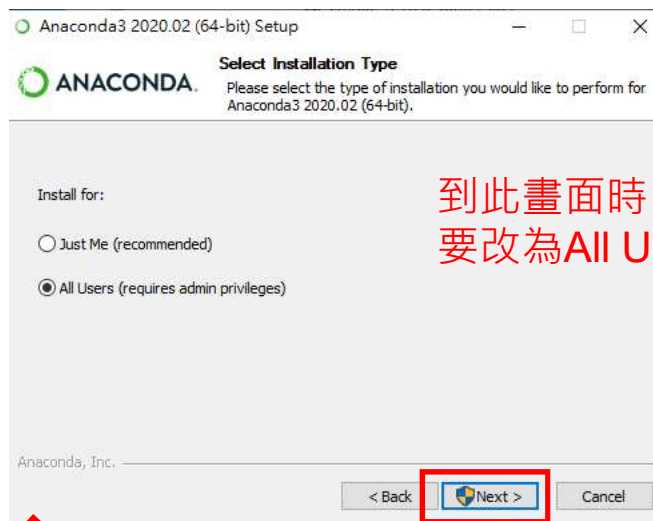 Anaconda3 2020.02 (64-bit) Setup
ANACONDA.
Select Installation Type
Please select the type of installation you would like to perform for
Anaconda3 2020.02 (64-bit).
Install for:
到此畫面時
要改為All U
Just Me (recommended)
All Users (requires admin privileges)
Anaconda, Inc.
< Back
Next >
Cancel